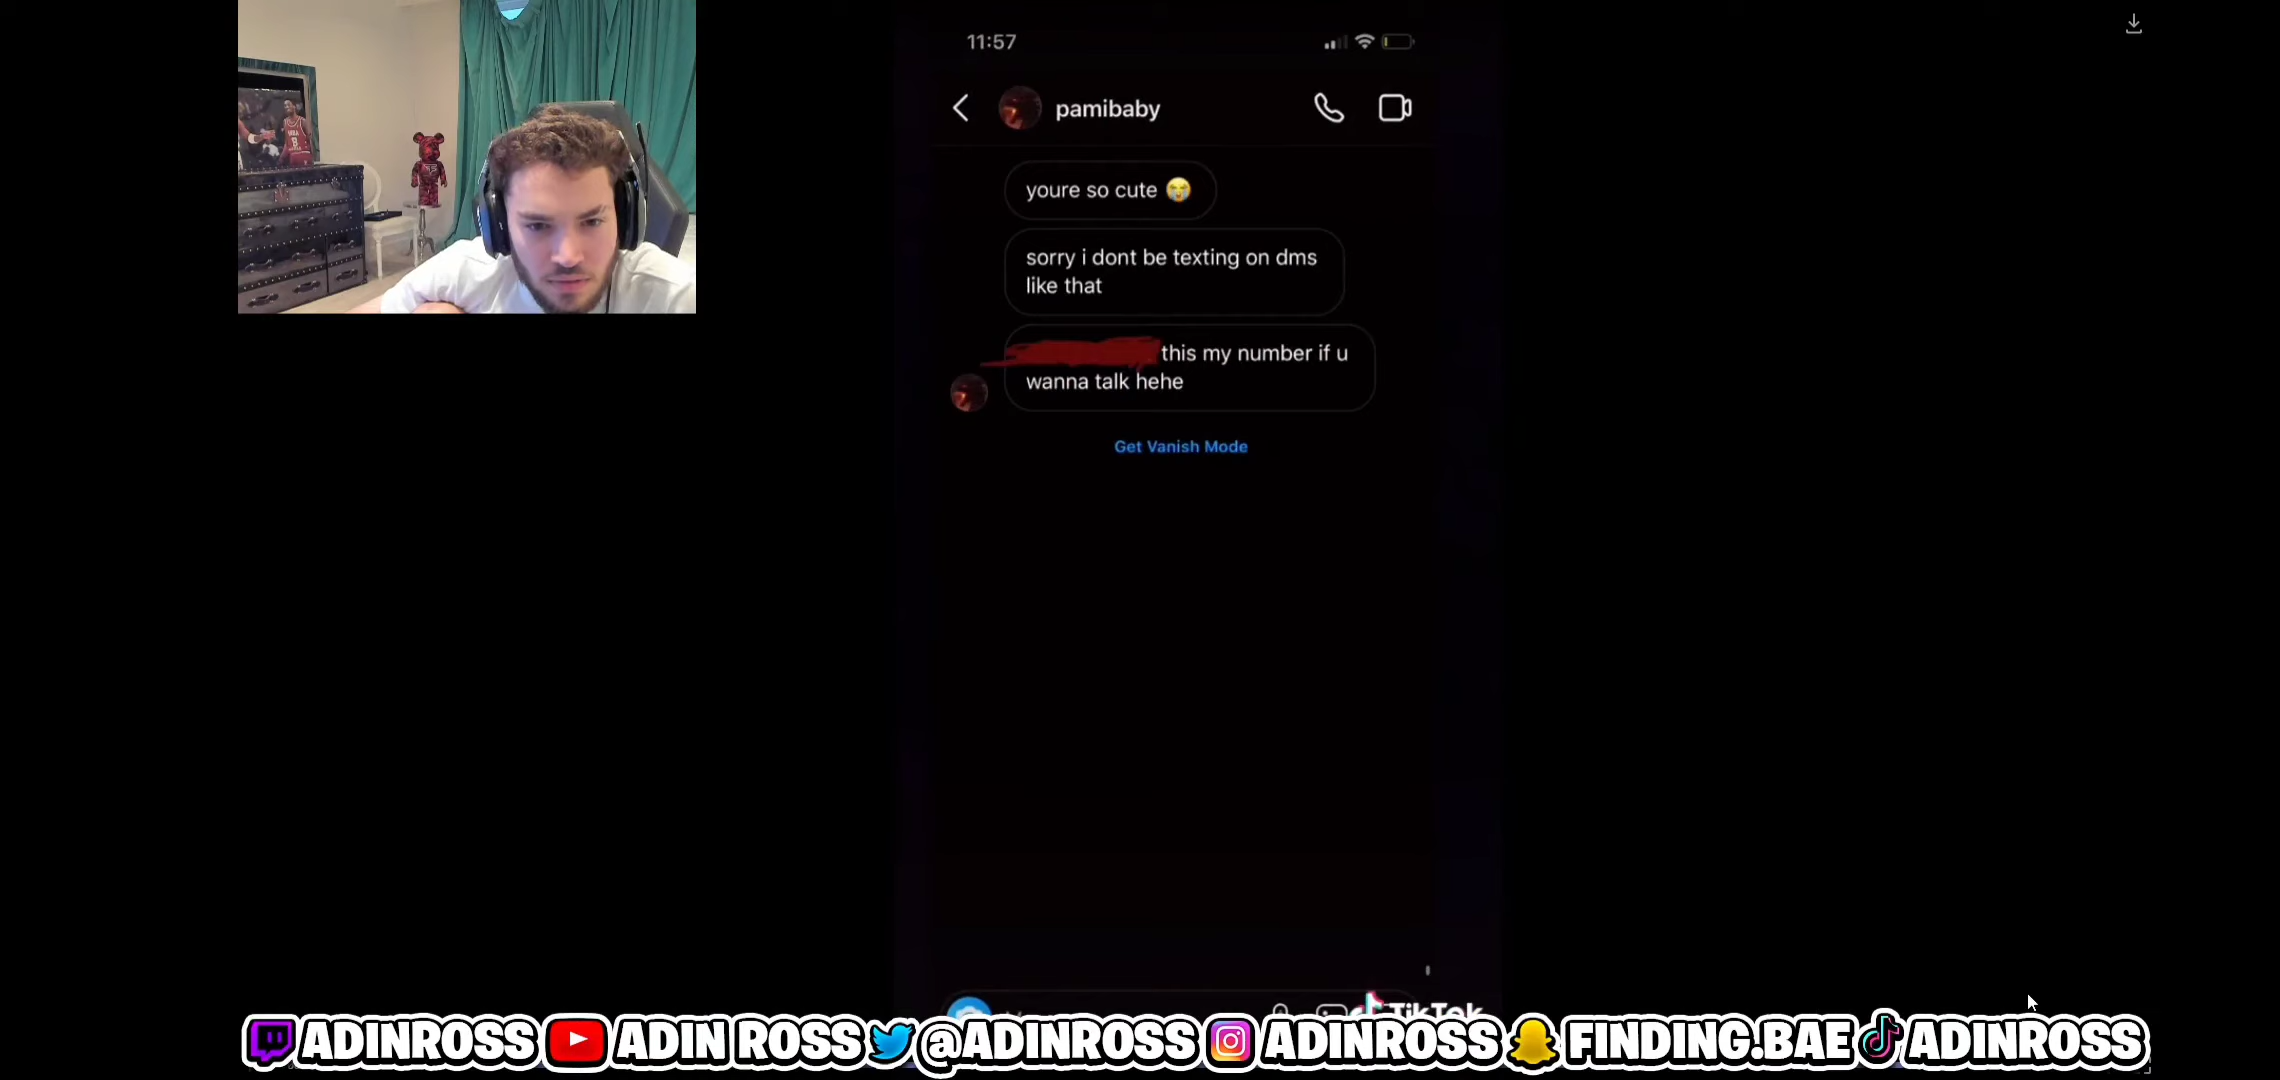 11:57
pamibaby
youre so cute 😭
sorry i dont be texting on dms
like that
this my number if u
wanna talk hehe
Get Vanish Mode
TikTok
ADINROSS ADIN ROSS @ADINROSS ADINROSS FINDING.BAE ADINROSS